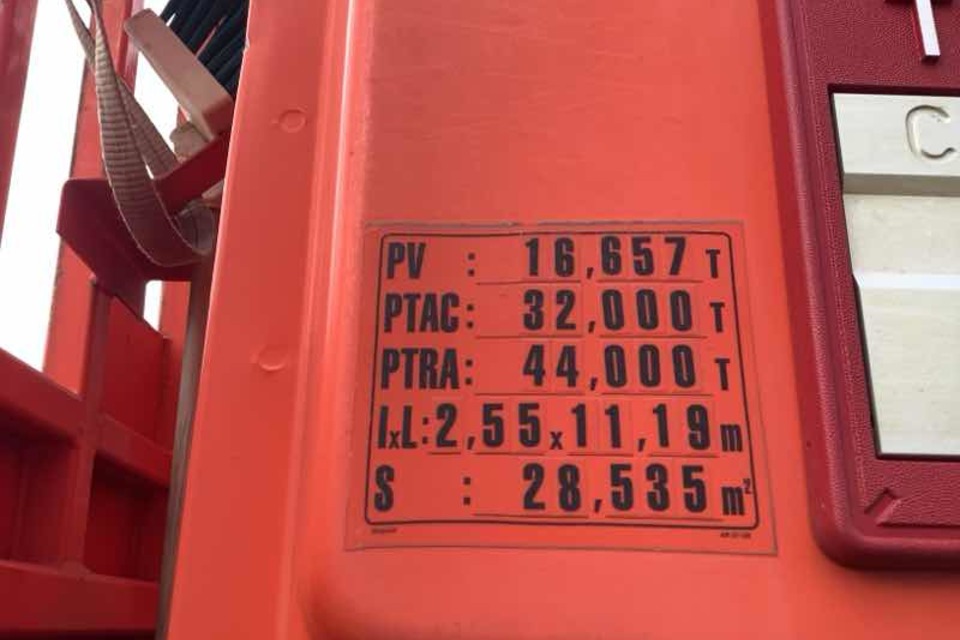 PV : 16,657 T
PTAC: 32,000 T
PTRA: 44,000 T
lxL: 2,55x11,19 m
S : 28,535 m²
C